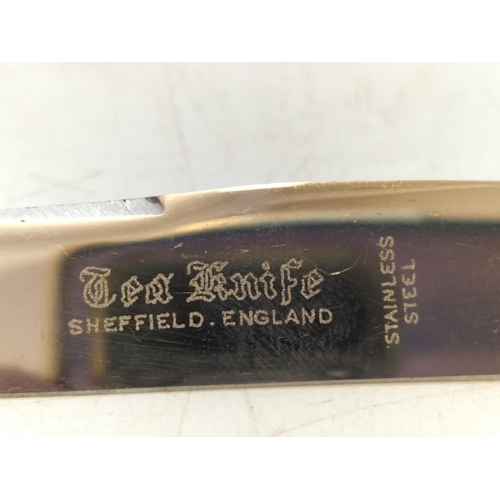 Tea Knife
SHEFFIELD. ENGLAND
STAINLESS
STEEL